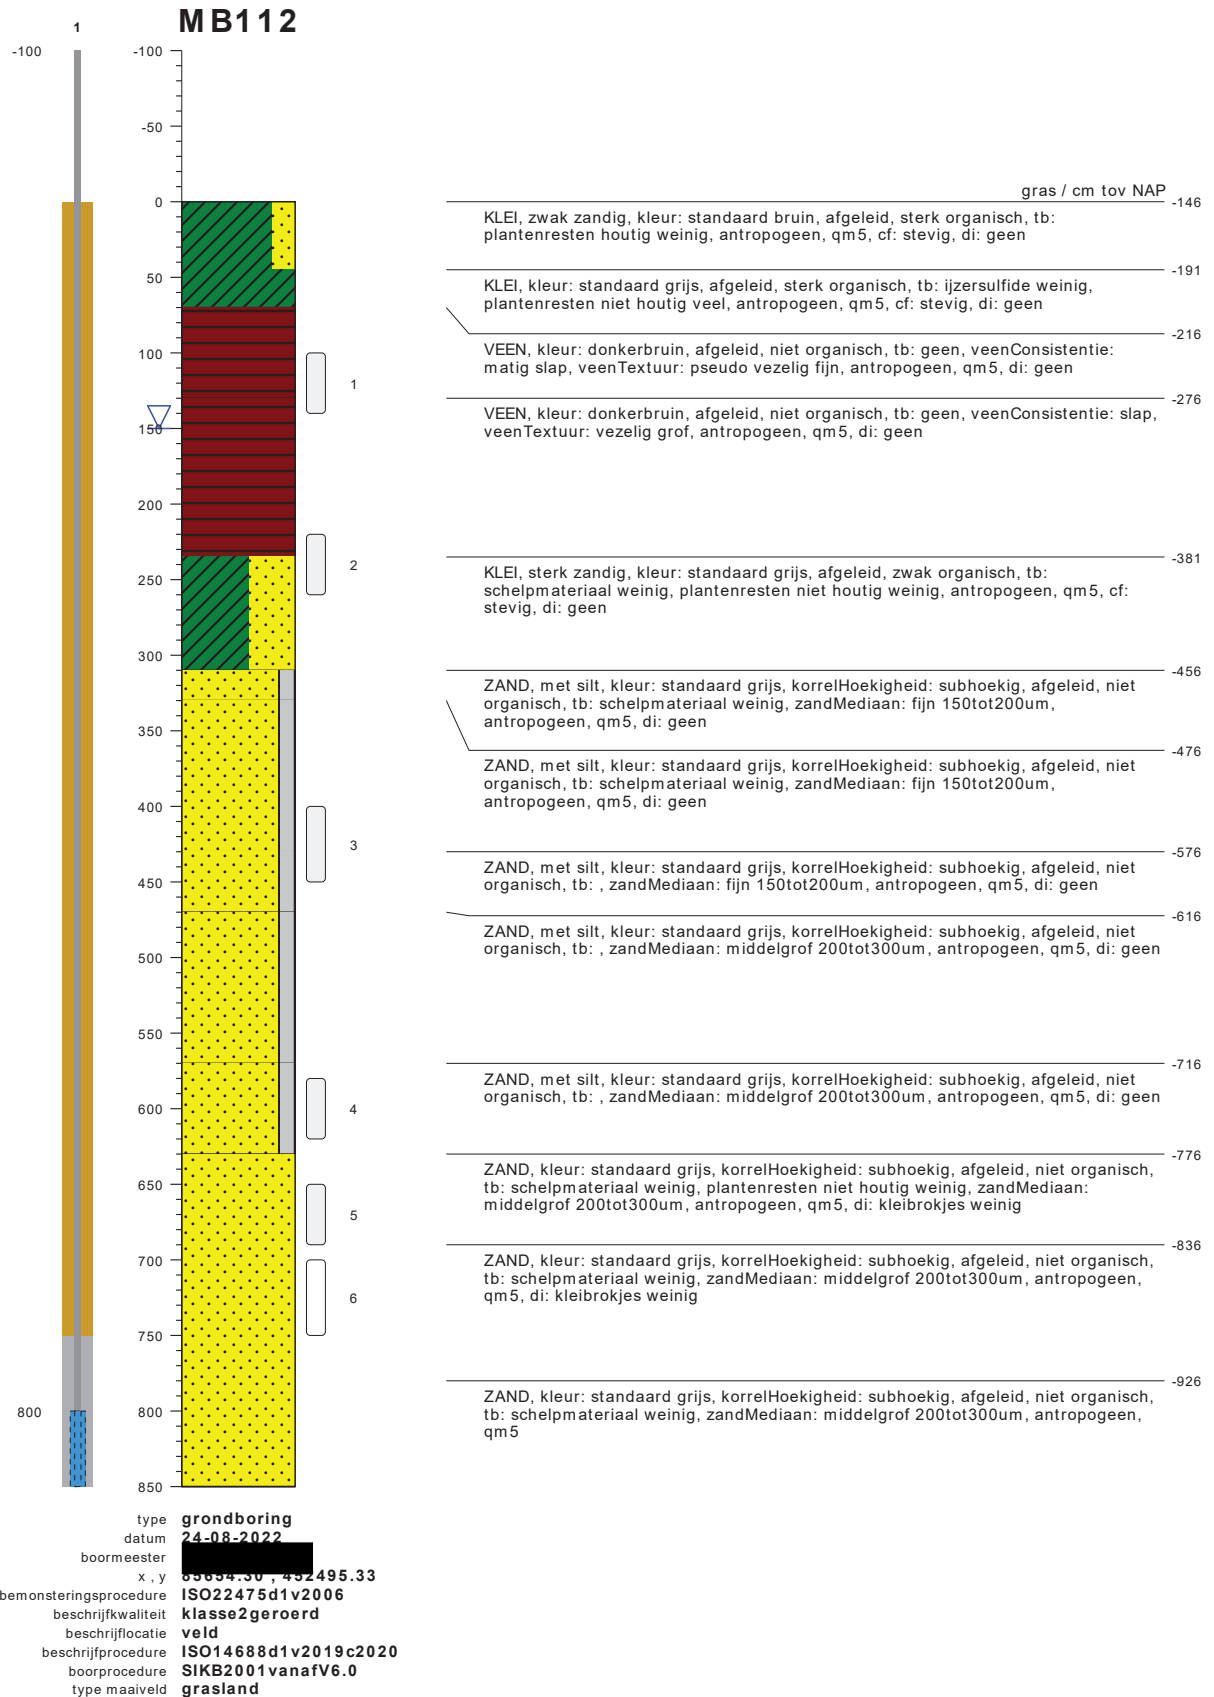 1
MB112
-100
-100
-50
0
50
100
150
200
250
300
350
400
450
500
550
600
650
700
750
800
800
850
1
2
3
4
5
6
gras / cm tov NAP
-146
KLEI, zwak zandig, kleur: standaard bruin, afgeleid, sterk organisch, tb:
plantenresten houtig weinig, antropogeen, qm5, cf: stevig, di: geen
-191
KLEI, kleur: standaard grijs, afgeleid, sterk organisch, tb: ijzersulfide weinig,
plantenresten niet houtig veel, antropogeen, qm5, cf: stevig, di: geen
-216
VEEN, kleur: donkerbruin, afgeleid, niet organisch, tb: geen, veenConsistentie:
matig slap, veenTextuur: pseudo vezelig fijn, antropogeen, qm5, di: geen
-276
VEEN, kleur: donkerbruin, afgeleid, niet organisch, tb: geen, veenConsistentie: slap,
veenTextuur: vezelig grof, antropogeen, qm5, di: geen
-381
KLEI, sterk zandig, kleur: standaard grijs, afgeleid, zwak organisch, tb:
schelpmateriaal weinig, plantenresten niet houtig weinig, antropogeen, qm5, cf:
stevig, di: geen
-456
ZAND, met silt, kleur: standaard grijs, korrelHoekigheid: subhoekig, afgeleid, niet
organisch, tb: schelpmateriaal weinig, zandMediaan: fijn 150tot200um,
antropogeen, qm5, di: geen
-476
ZAND, met silt, kleur: standaard grijs, korrelHoekigheid: subhoekig, afgeleid, niet
organisch, tb: schelpmateriaal weinig, zandMediaan: fijn 150tot200um,
antropogeen, qm5, di: geen
-576
ZAND, met silt, kleur: standaard grijs, korrelHoekigheid: subhoekig, afgeleid, niet
organisch, tb: , zandMediaan: fijn 150tot200um, antropogeen, qm5, di: geen
-616
ZAND, met silt, kleur: standaard grijs, korrelHoekigheid: subhoekig, afgeleid, niet
organisch, tb: , zandMediaan: middelgrof 200tot300um, antropogeen, qm5, di: geen
-716
ZAND, met silt, kleur: standaard grijs, korrelHoekigheid: subhoekig, afgeleid, niet
organisch, tb: , zandMediaan: middelgrof 200tot300um, antropogeen, qm5, di: geen
-776
ZAND, kleur: standaard grijs, korrelHoekigheid: subhoekig, afgeleid, niet organisch,
tb: schelpmateriaal weinig, plantenresten niet houtig weinig, zandMediaan:
middelgrof 200tot300um, antropogeen, qm5, di: kleibrokjes weinig
-836
ZAND, kleur: standaard grijs, korrelHoekigheid: subhoekig, afgeleid, niet organisch,
tb: schelpmateriaal weinig, zandMediaan: middelgrof 200tot300um, antropogeen,
qm5, di: kleibrokjes weinig
-926
ZAND, kleur: standaard grijs, korrelHoekigheid: subhoekig, afgeleid, niet organisch,
tb: schelpmateriaal weinig, zandMediaan: middelgrof 200tot300um, antropogeen,
qm5
type grondboring
datum 24-08-2022
boormeester
x , y 85654.30 , 452495.33
bemonsteringsprocedure ISO22475d1v2006
beschrijfkwaliteit klasse2geroerd
beschrijflocatie veld
beschrijfprocedure ISO14688d1v2019c2020
boorprocedure SIKB2001vanafV6.0
type maaiveld grasland